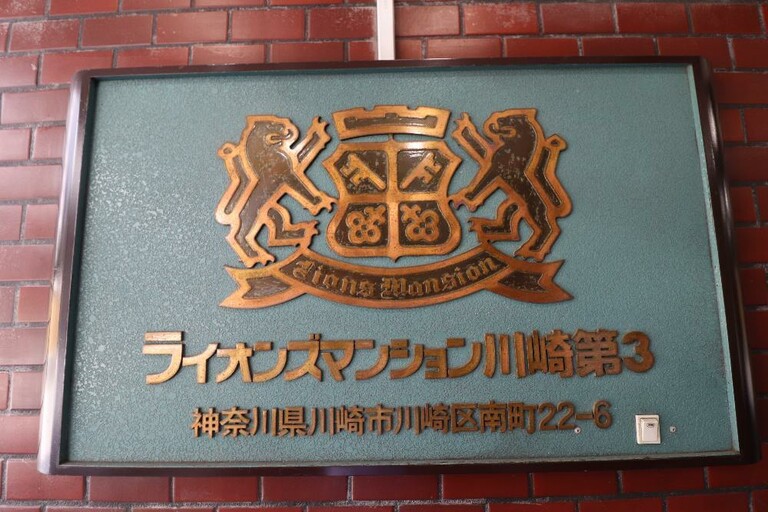 Lions Mansion
ライオンズマンション川崎第3
神奈川県川崎市川崎区南町22-6